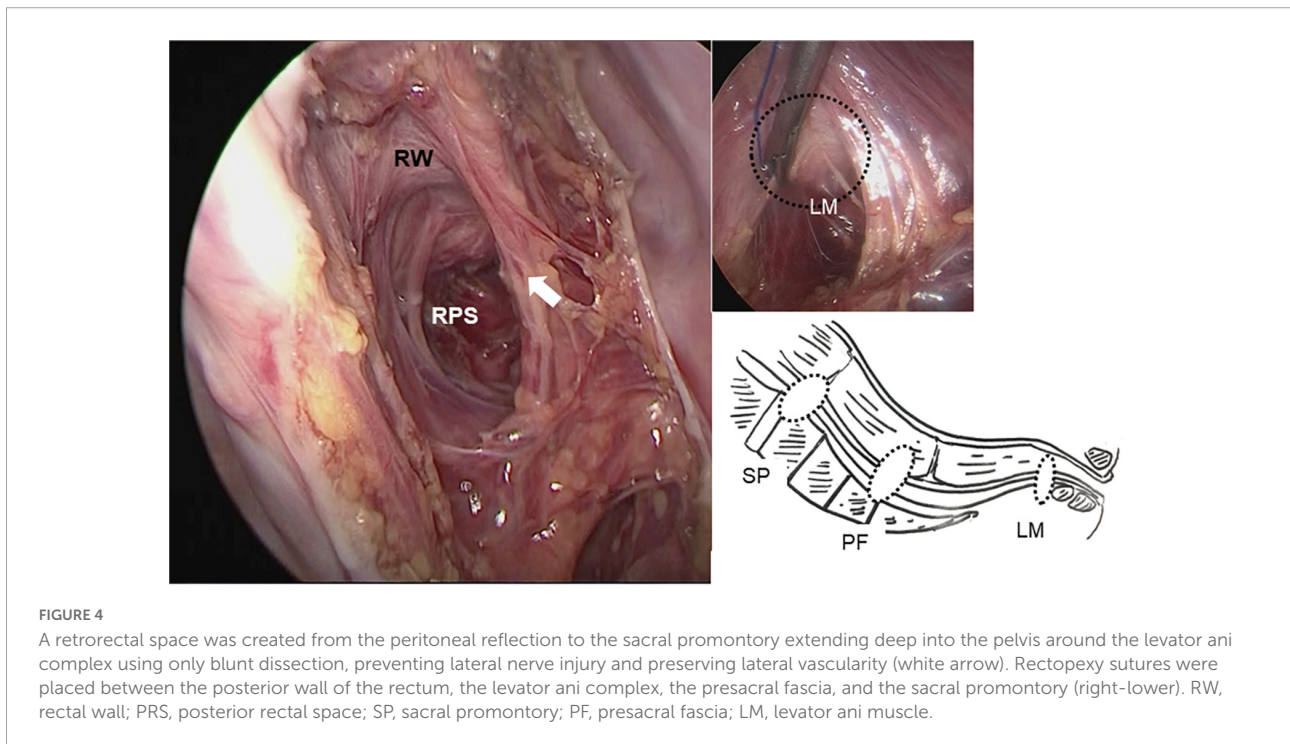 RW
RPS
LM
SP
PF
LM
FIGURE 4
A retrorectal space was created from the peritoneal reflection to the sacral promontory extending deep into the pelvis around the levator ani
complex using only blunt dissection, preventing lateral nerve injury and preserving lateral vascularity (white arrow). Rectopexy sutures were
placed between the posterior wall of the rectum, the levator ani complex, the presacral fascia, and the sacral promontory (right-lower). RW,
rectal wall; PRS, posterior rectal space; SP, sacral promontory; PF, presacral fascia; LM, levator ani muscle.